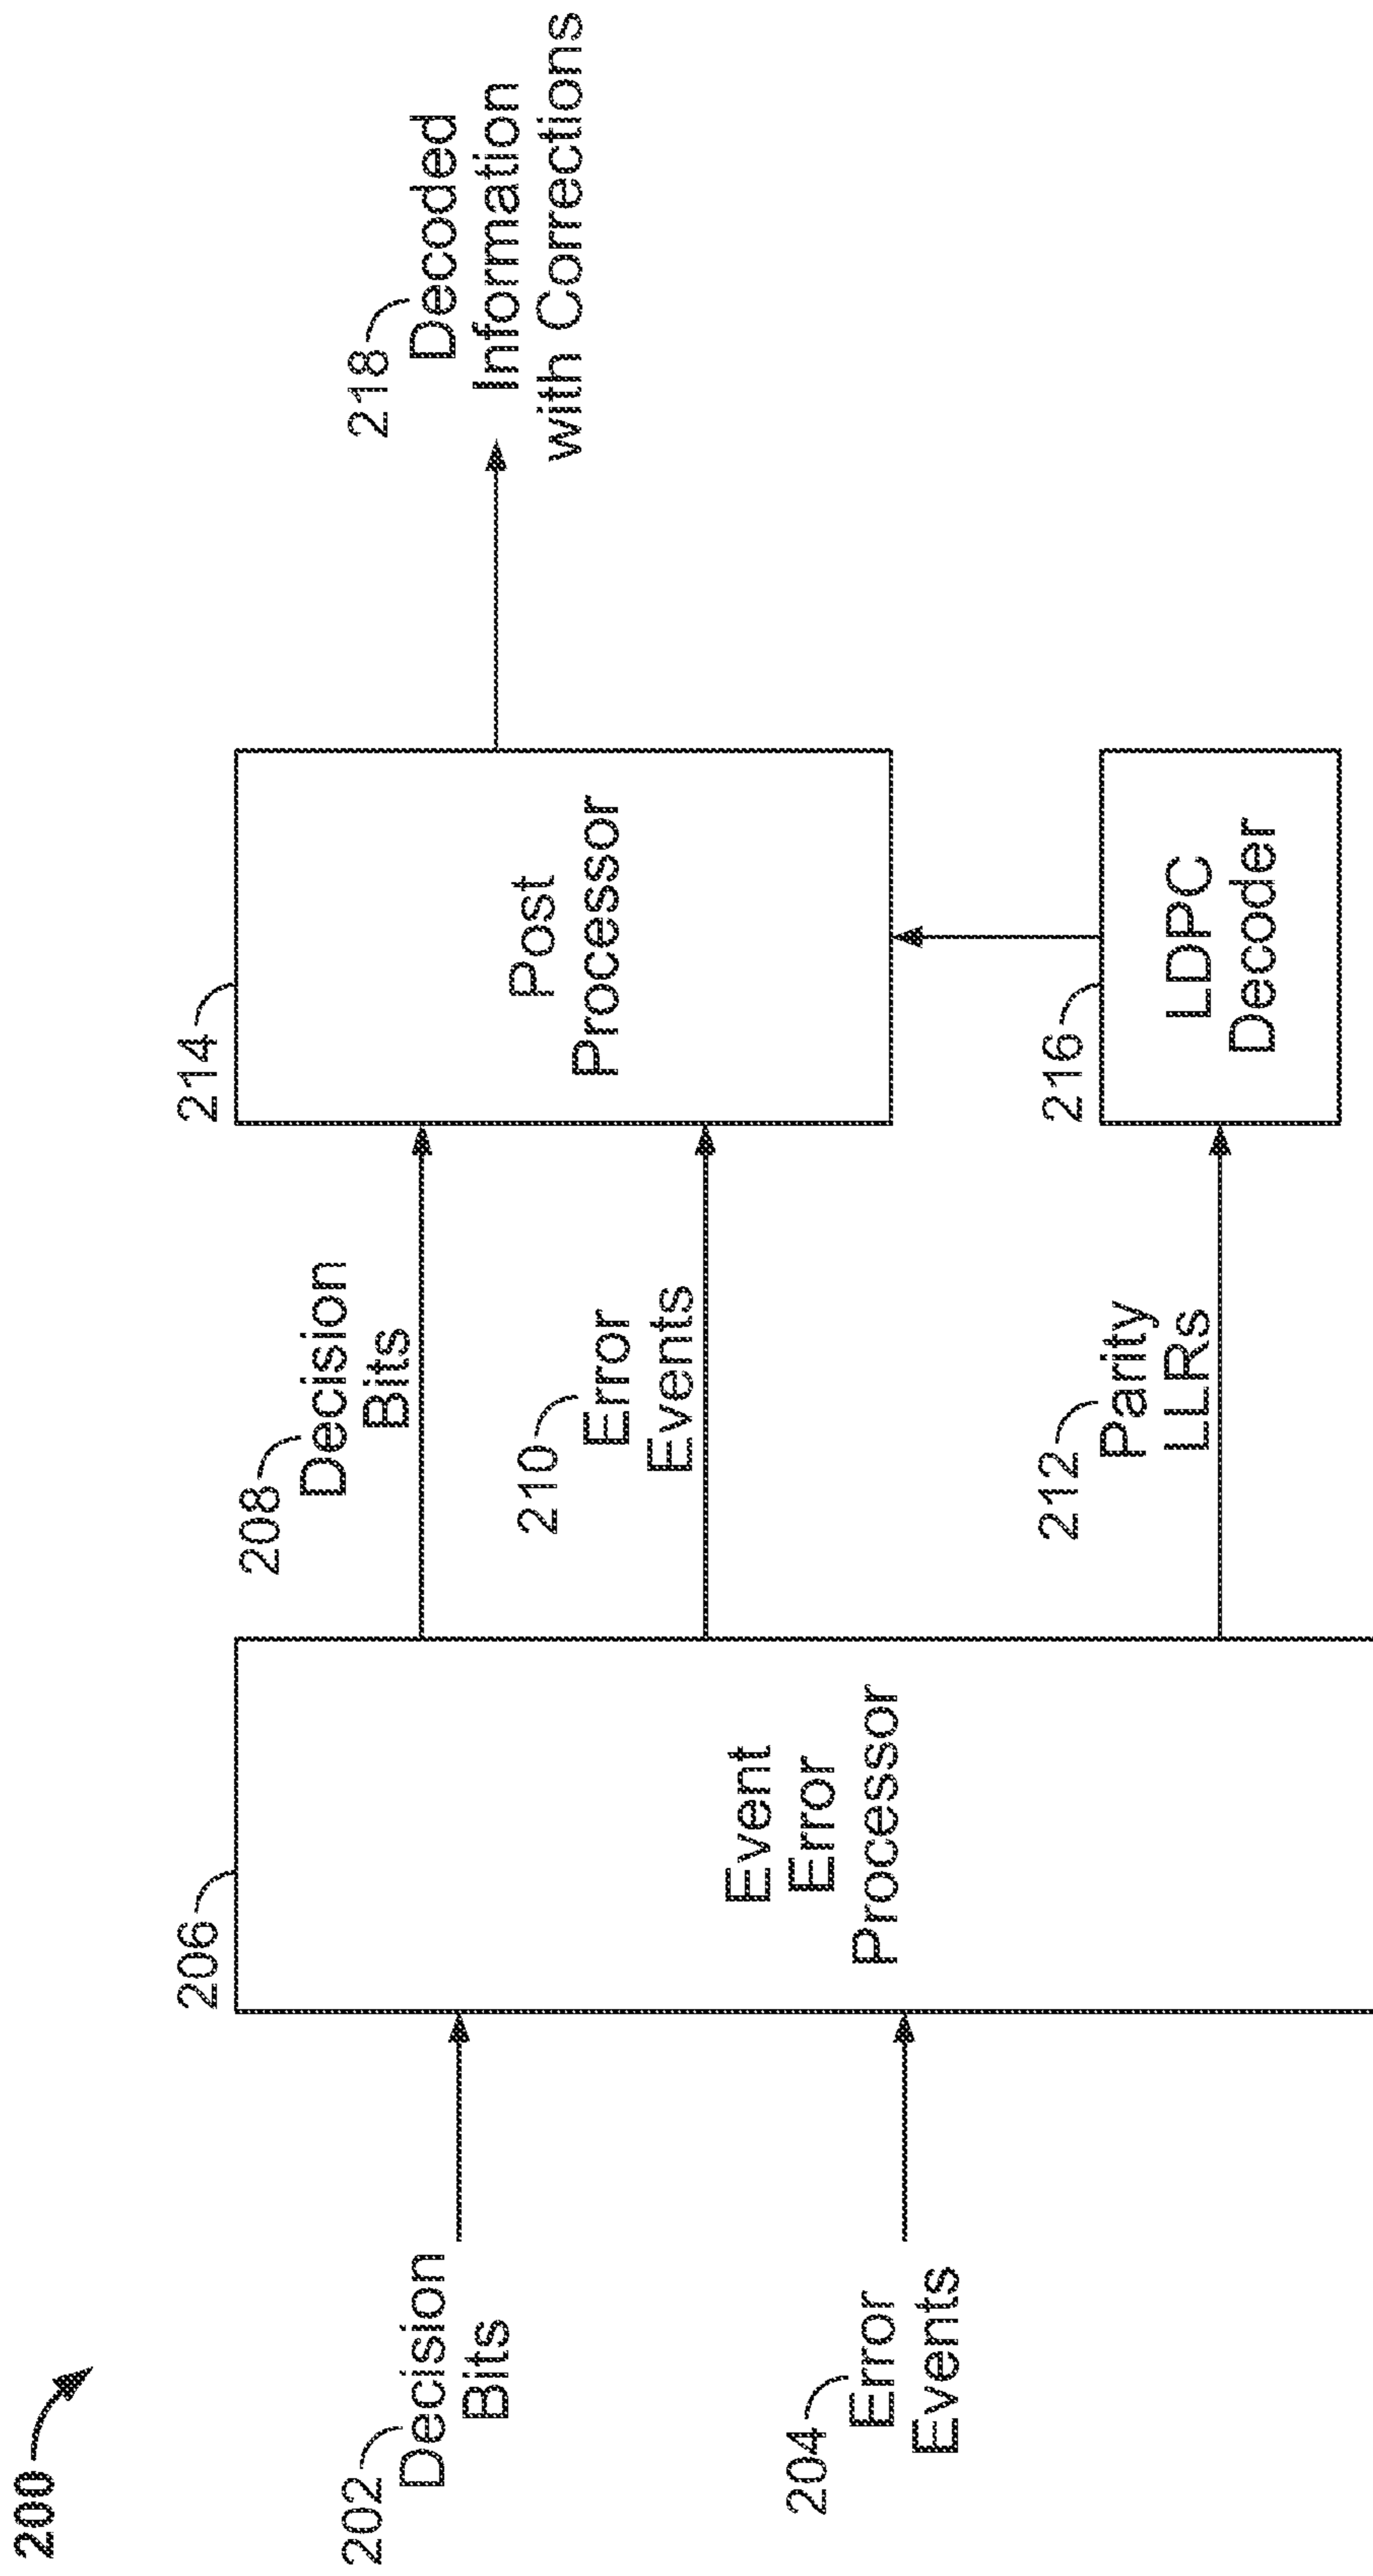 200
202
Decision
Bits
204
Error
Events
206
Event
Error
Processor
208
Decision
Bits
210
Error
Events
212
Parity
LLRs
214
Post
Processor
216
LDPC
Decoder
218
Decoded
Information
with Corrections